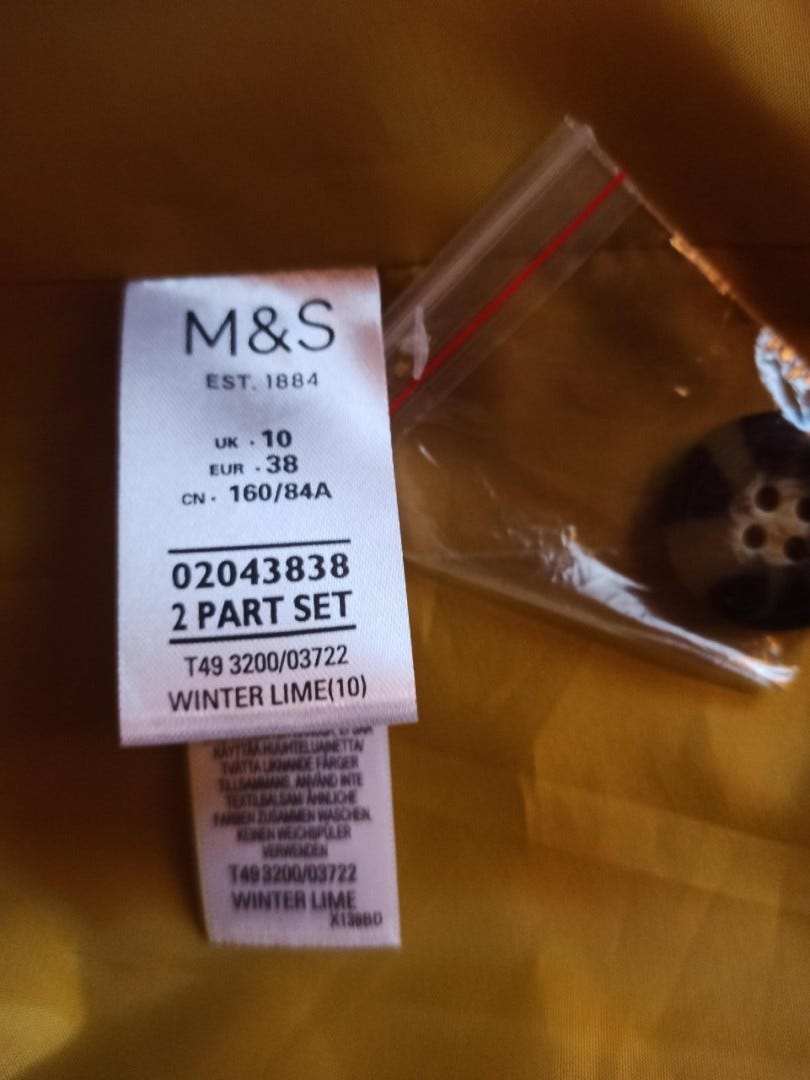 M&S
EST. 1884
UK · 10
EUR · 38
CN · 160/84A
02043838
2 PART SET
T49 3200/03722
WINTER LIME(10)
KÄYTTÄÄ HUUHTELUAINETTA/
TVÄTTA LIKNANDE FÄRGER
TILLSAMMANS. ANVÄND INTE
TEXTILBALSAM ÄHNLICHE
FARBEN ZUSAMMEN WASCHEN.
KEINEN WEICHSPÜLER
VERWENDEN
T49 3200/03722
WINTER LIME